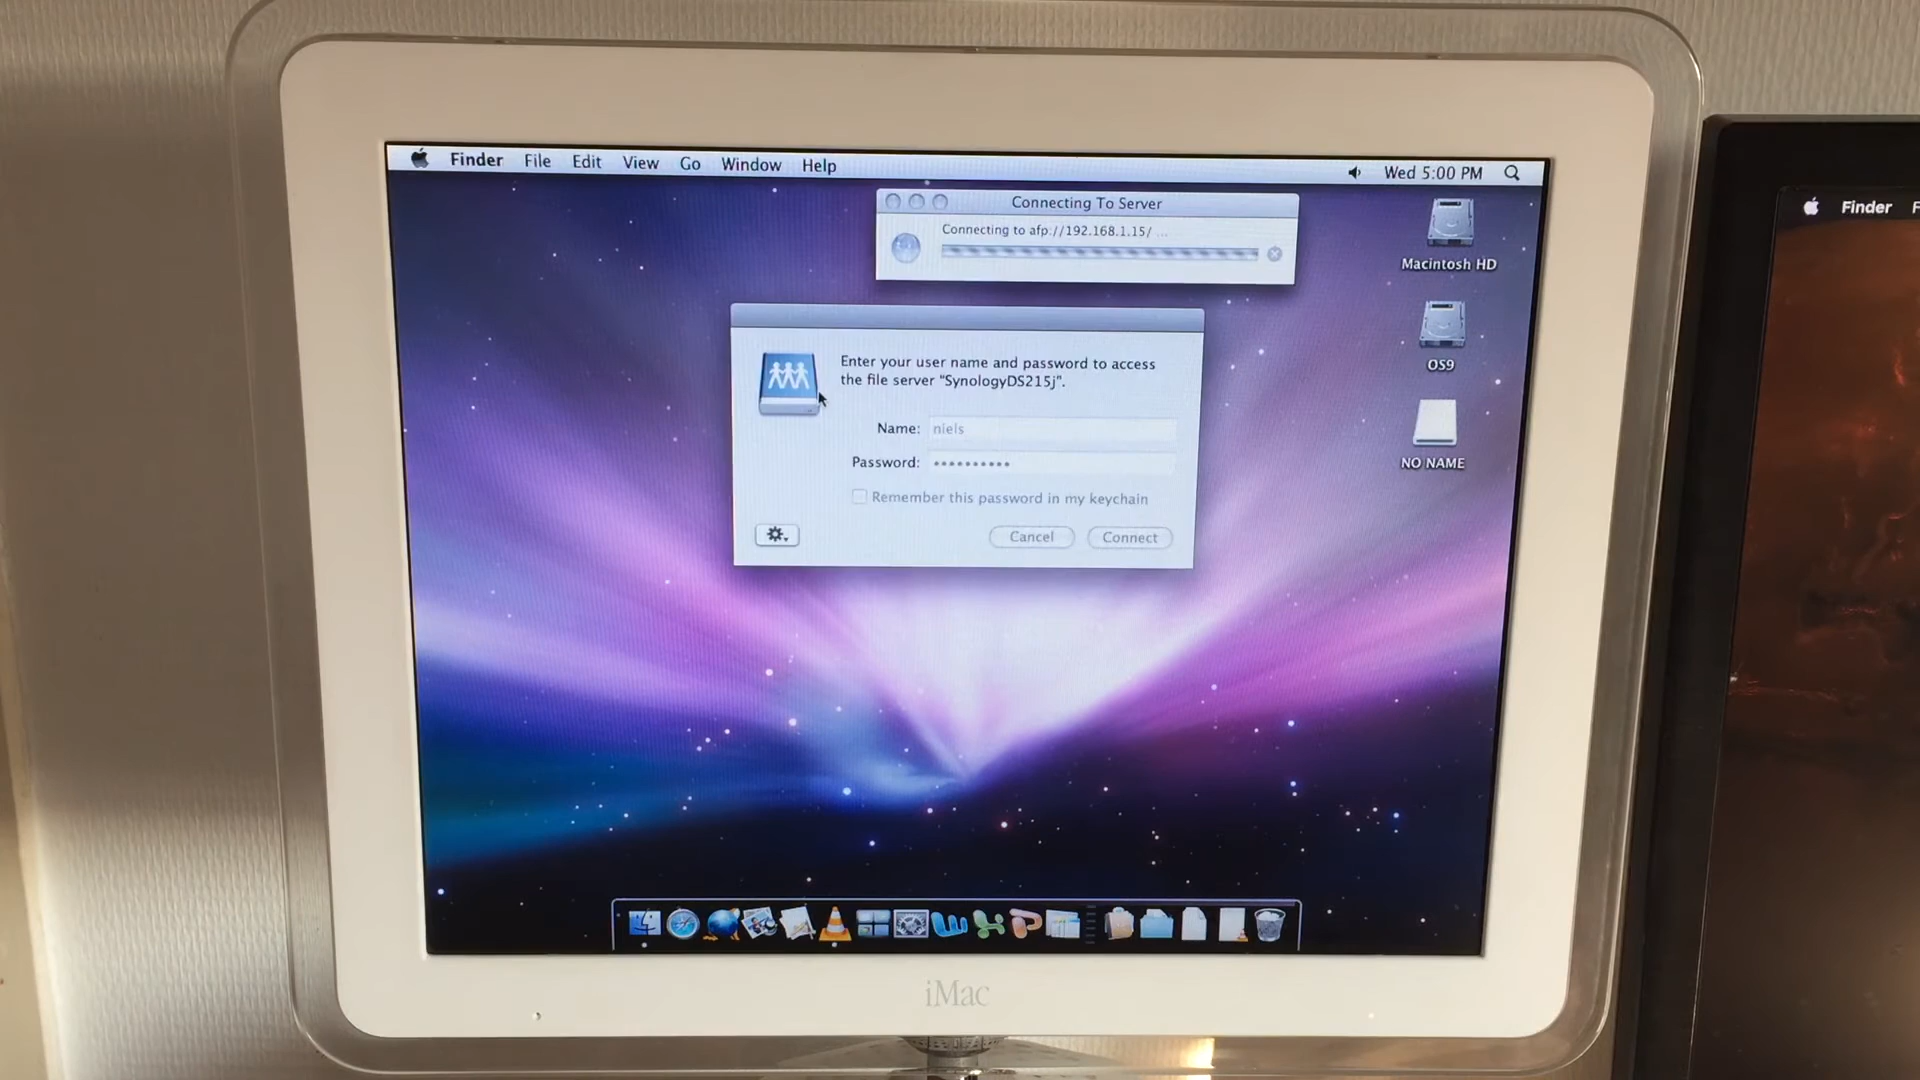 Finder File Edit View Go Window Help
Wed 5:00 PM
Connecting To Server
Connecting to afp://192.168.1.15/ ...
Macintosh HD
OS9
NO NAME
Enter your user name and password to access
the file server "SynologyDS215j".
Name: niels
Password: ••••••••••
Remember this password in my keychain
Cancel
Connect
iMac
Finder F